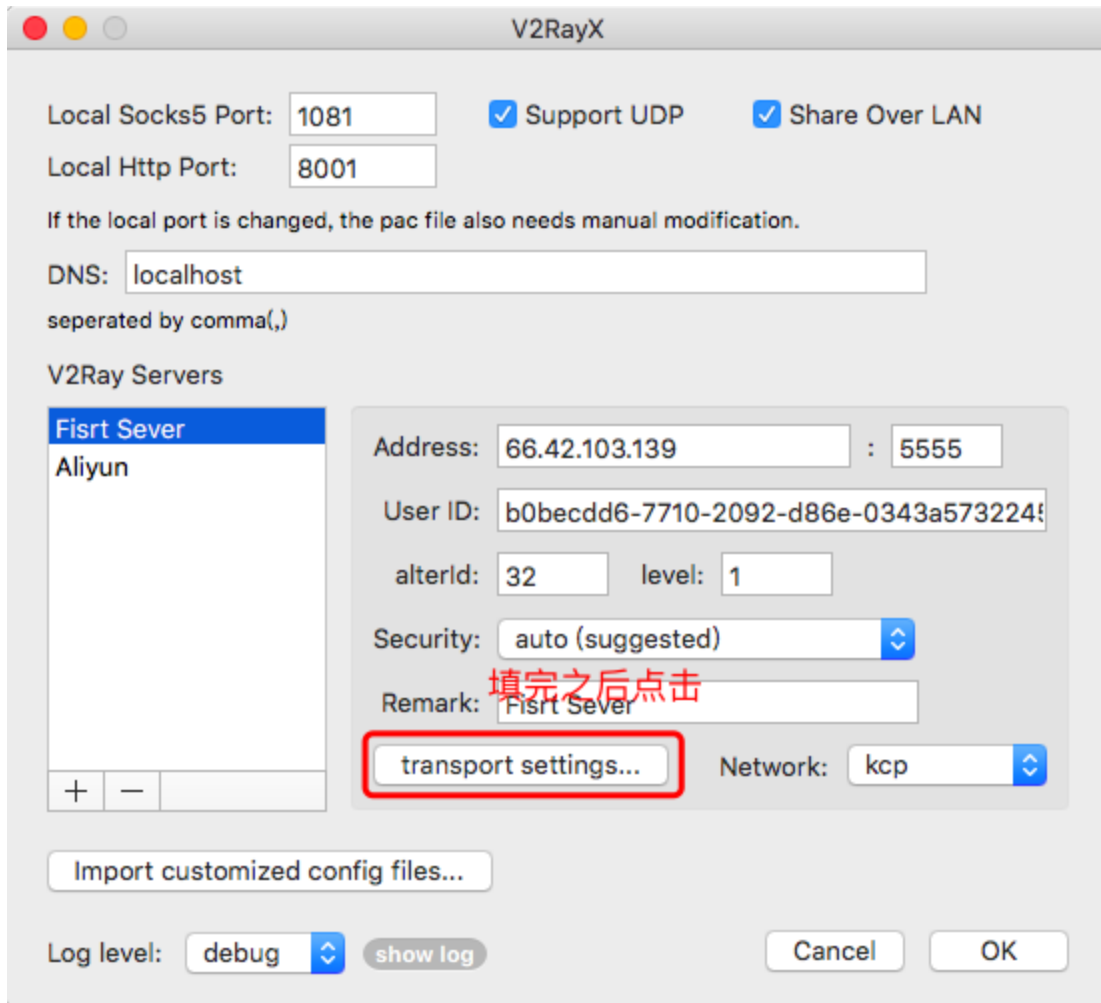 V2RayX
Local Socks5 Port: 1081 Support UDP Share Over LAN
Local Http Port: 8001
If the local port is changed, the pac file also needs manual modification.
DNS: localhost
seperated by comma(,)
V2Ray Servers
Fisrt Sever
Aliyun
Address: 66.42.103.139 : 5555
User ID: b0becdd6-7710-2092-d86e-0343a5732245
alterId: 32 level: 1
Security: auto (suggested)
填完之后点击
Remark: Fisrt Sever
transport settings... Network: kcp
+ −
Import customized config files...
Log level: debug show log Cancel OK